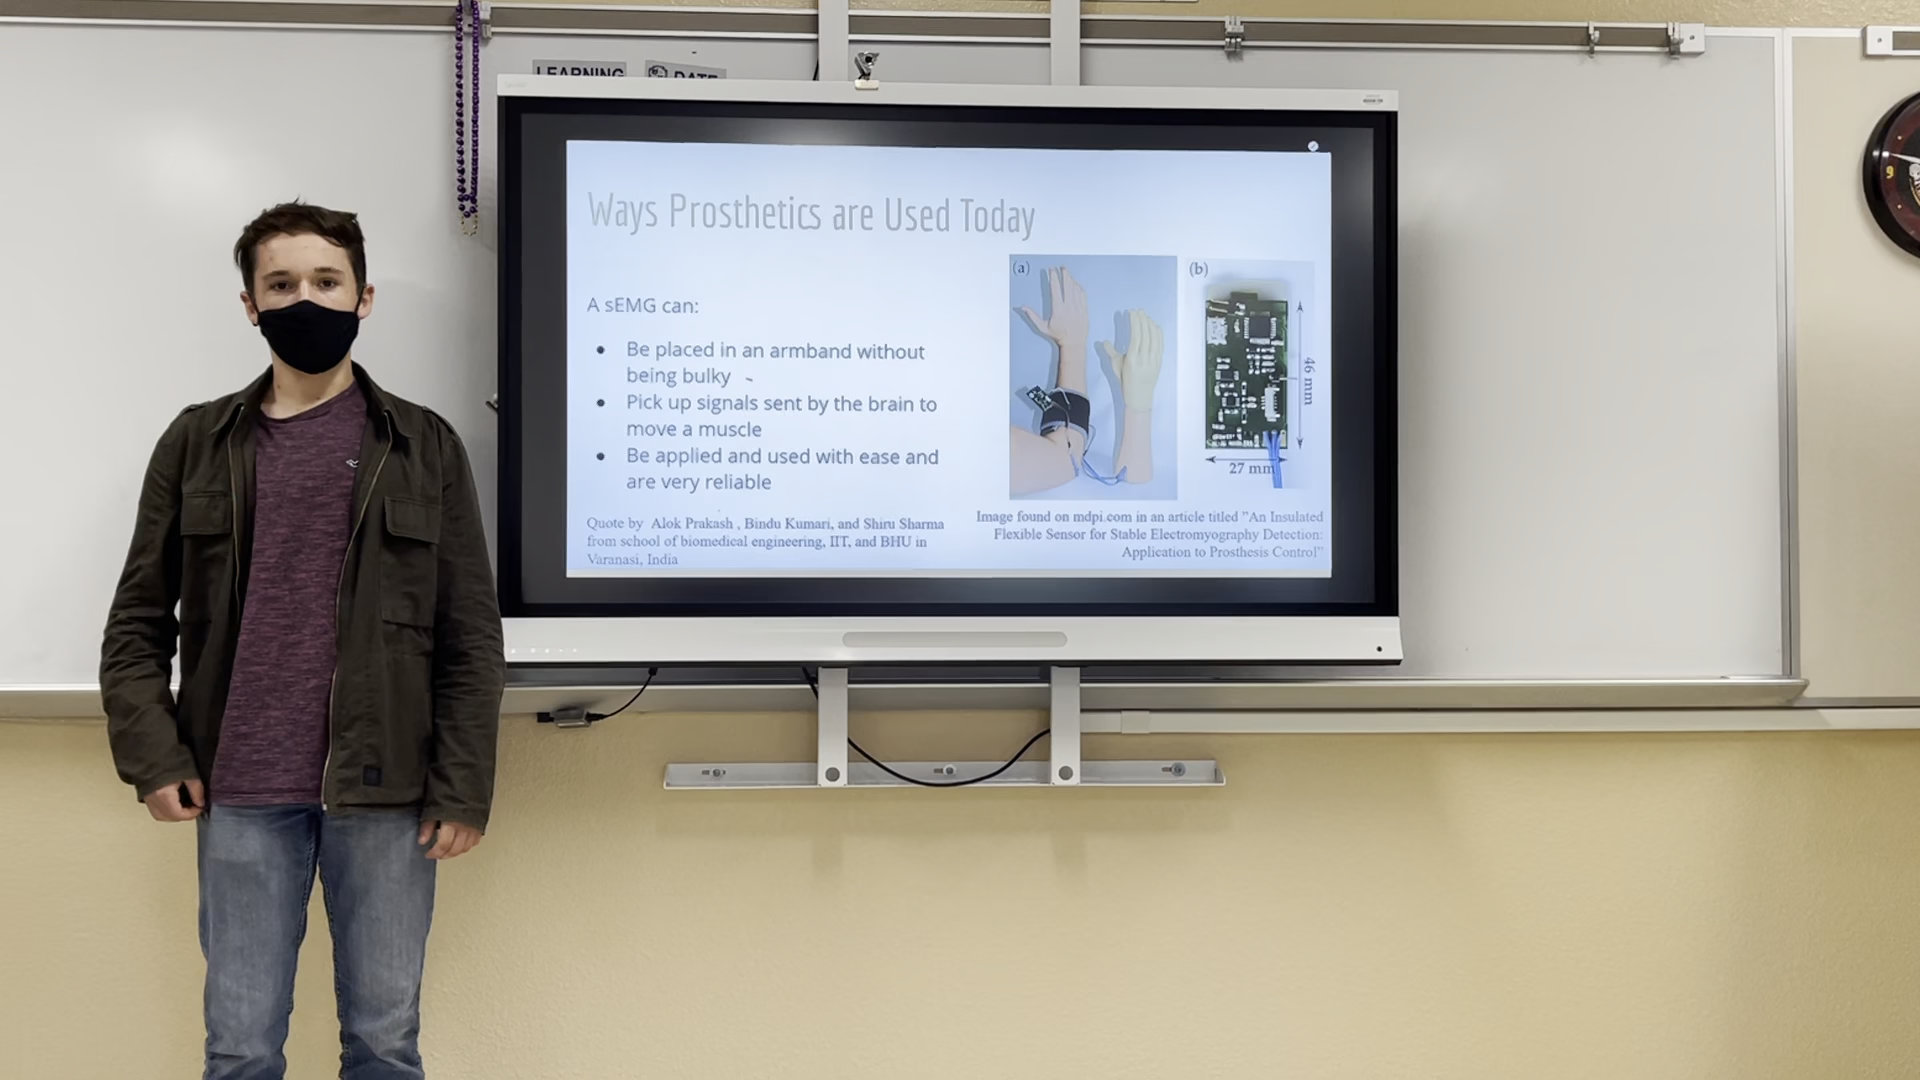 LEARNING
DATE
Ways Prosthetics are Used Today
A sEMG can:
Be placed in an armband without
being bulky
Pick up signals sent by the brain to
move a muscle
Be applied and used with ease and
are very reliable
Quote by Alok Prakash , Bindu Kumari, and Shiru Sharma
from school of biomedical engineering, IIT, and BHU in
Varanasi, India
(a)
(b)
46 mm
27 mm
Image found on mdpi.com in an article titled "An Insulated
Flexible Sensor for Stable Electromyography Detection:
Application to Prosthesis Control"
9